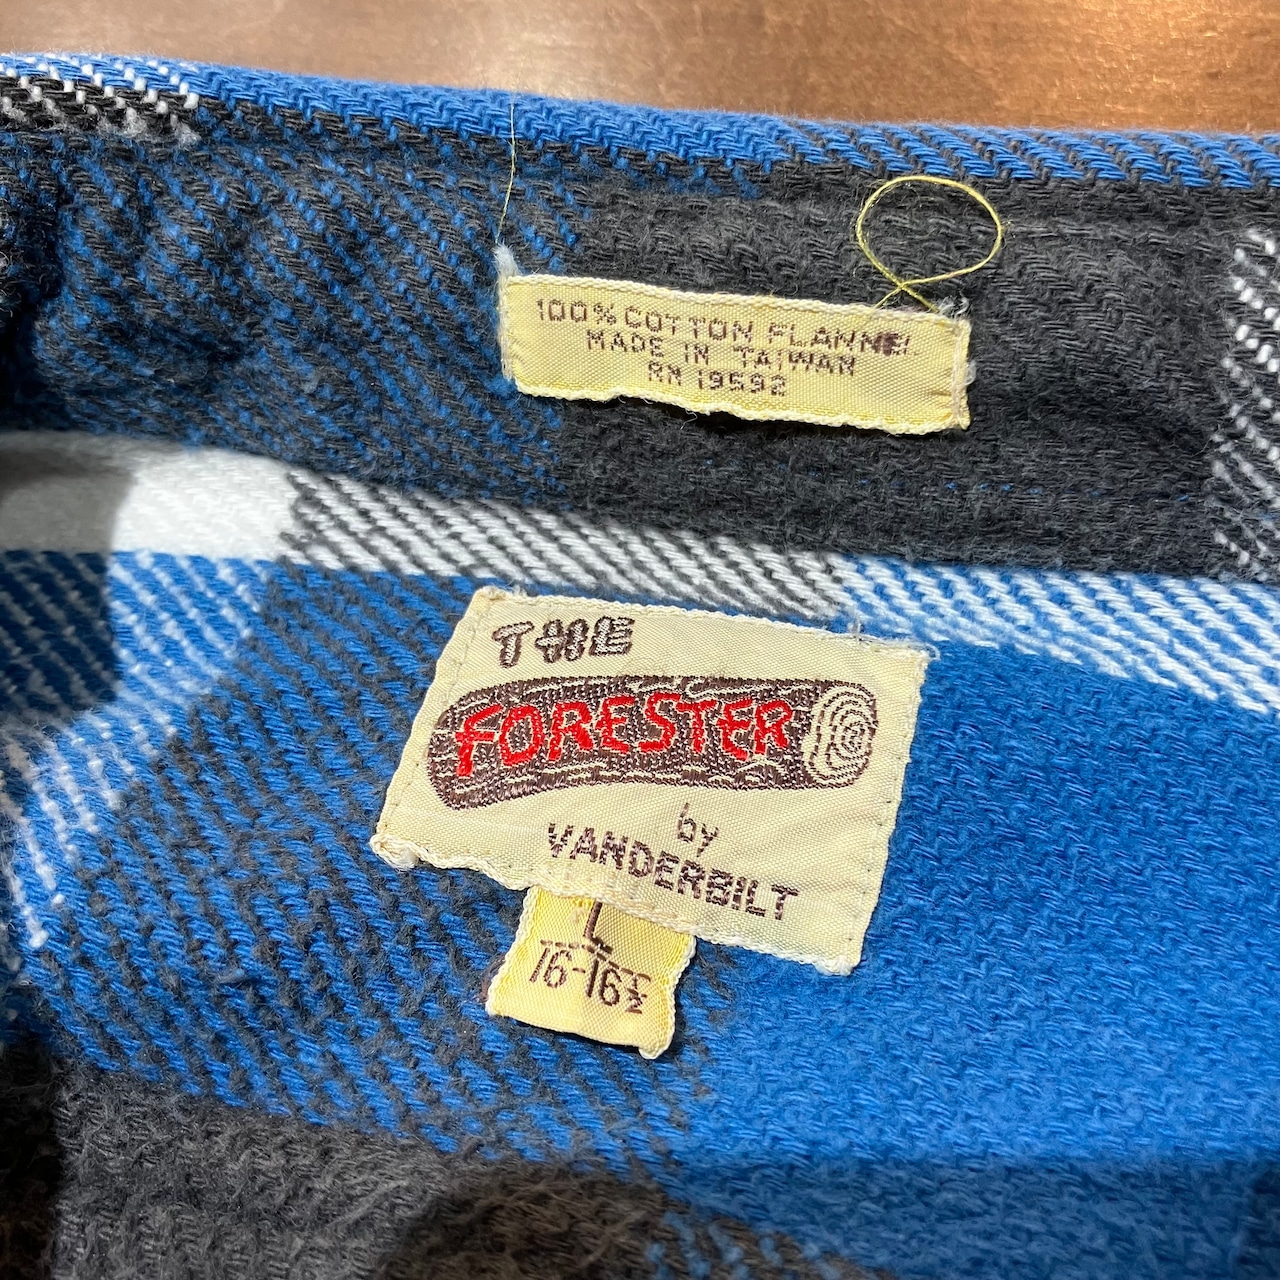 100% COTTON FLANNEL
MADE IN TAIWAN
RN 19592
THE
FORESTER
by
VANDERBILT
L
16-16½